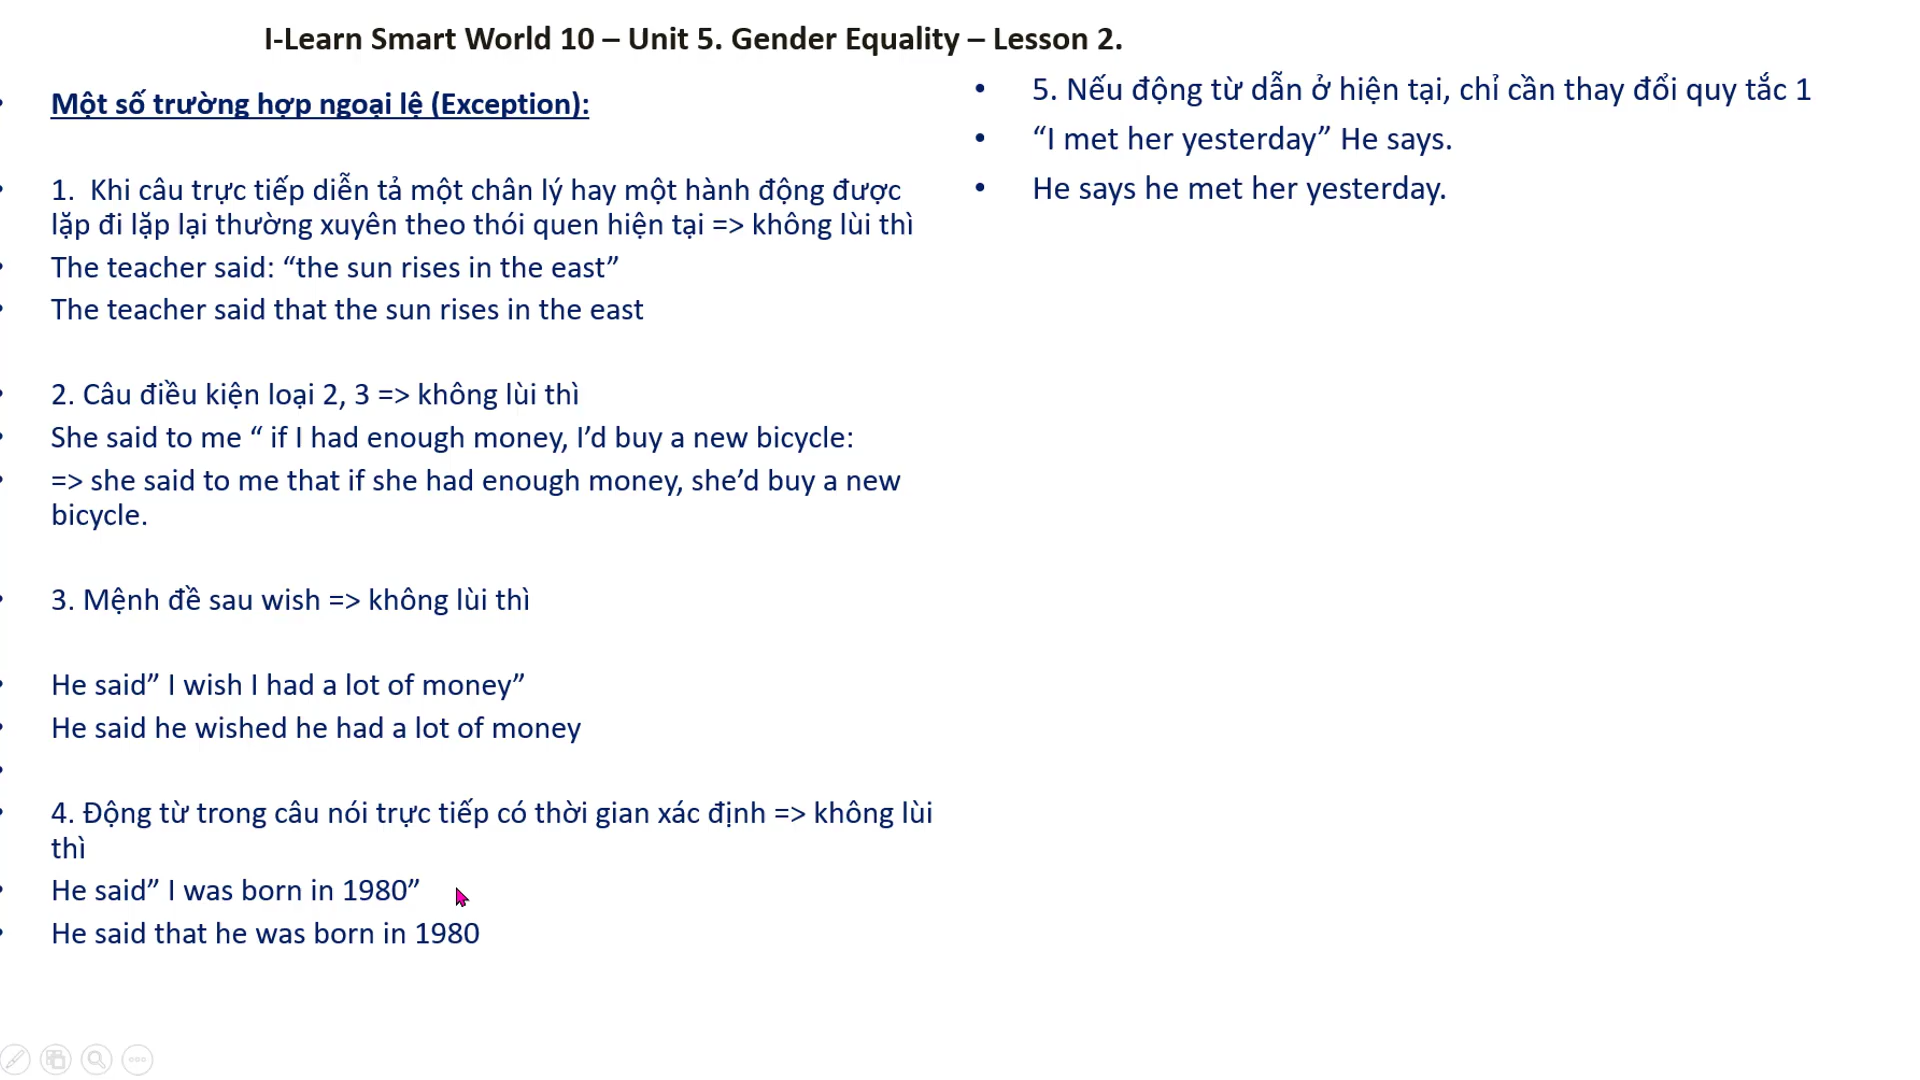 I-Learn Smart World 10 – Unit 5. Gender Equality – Lesson 2.
• Một số trường hợp ngoại lệ (Exception):
• 1.  Khi câu trực tiếp diễn tả một chân lý hay một hành động được
lặp đi lặp lại thường xuyên theo thói quen hiện tại => không lùi thì
• The teacher said: “the sun rises in the east”
• The teacher said that the sun rises in the east
• 2. Câu điều kiện loại 2, 3 => không lùi thì
• She said to me “ if I had enough money, I’d buy a new bicycle:
• => she said to me that if she had enough money, she’d buy a new
bicycle.
• 3. Mệnh đề sau wish => không lùi thì
• He said” I wish I had a lot of money”
• He said he wished he had a lot of money
•
• 4. Động từ trong câu nói trực tiếp có thời gian xác định => không lùi
thì
• He said” I was born in 1980”
• He said that he was born in 1980
• 5. Nếu động từ dẫn ở hiện tại, chỉ cần thay đổi quy tắc 1
• “I met her yesterday” He says.
• He says he met her yesterday.